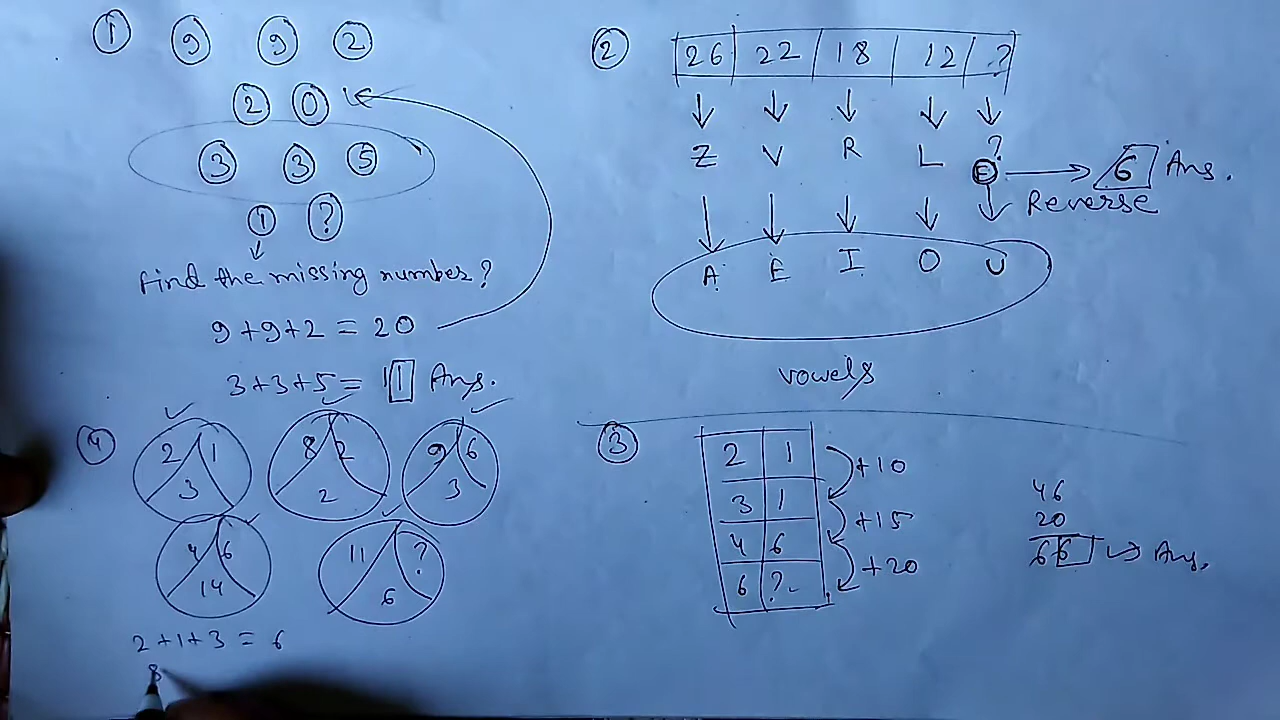 ① 9 9 2
2 0
3 3 5
1 ?
Find the missing number?
9+9+2 = 20
3+3+5 = 11 Ans.
② 26 22 18 12 ?
Z V R L ?
F → 6 Ans.
Reverse
A E I O U
vowels
④ 2 1 3
8 2 2
9 6 3
4 6 14
11 ? 6
2+1+3 = 6
8
③ 2 1
3 1
4 6
6 ?
+10
+15
+20
46
20
66 → Ans.